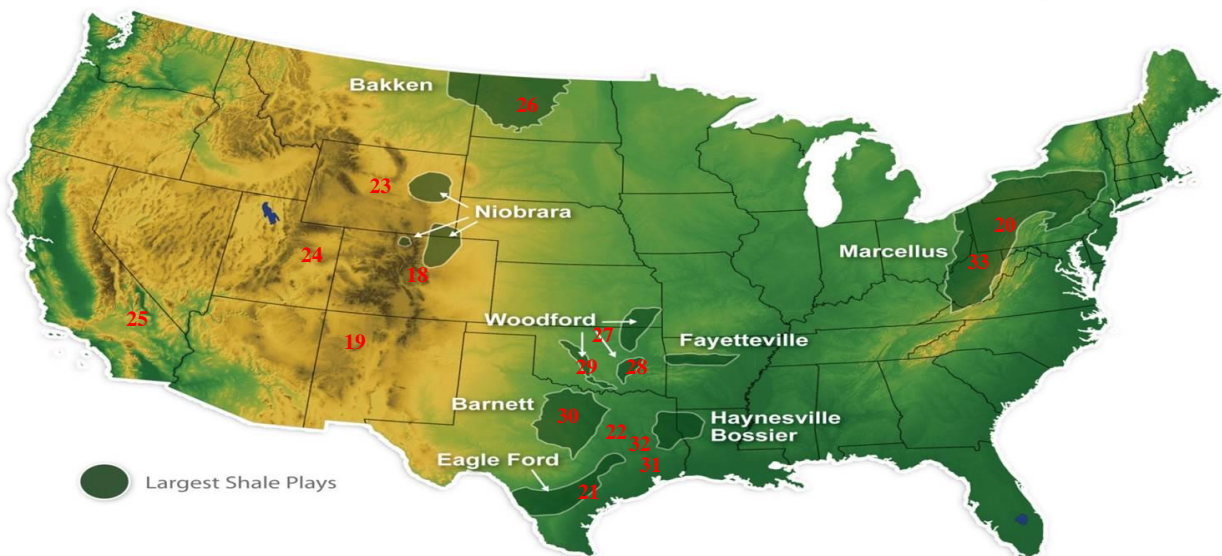 Bakken
26
23
Niobrara
20
24
Marcellus
33
18
25
Woodford
27
19
Fayetteville
29
28
Barnett
30
Haynesville
Bossier
22
32
Eagle Ford
31
21
Largest Shale Plays